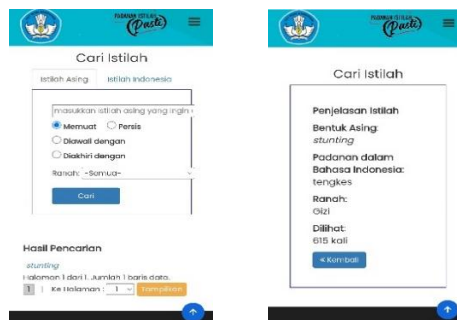 PADANAN ISTILAH
(Pasti)
Cari Istilah
Istilah Asing
Istilah Indonesia
masukkan istilah asing yang ingin
Memuat
Persis
Diawali dengan
Diakhiri dengan
Ranah: -Semua-
Cari
Hasil Pencarian
stunting
Halaman 1 dari 1. Jumlah 1 baris data.
1 | Ke Halaman : 1 Tampilkan
PADANAN ISTILAH
(Pasti)
Cari Istilah
Penjelasan Istilah
Bentuk Asing:
stunting
Padanan dalam
Bahasa Indonesia:
tengkes
Ranah:
Gizi
Dilihat:
615 kali
« Kembali